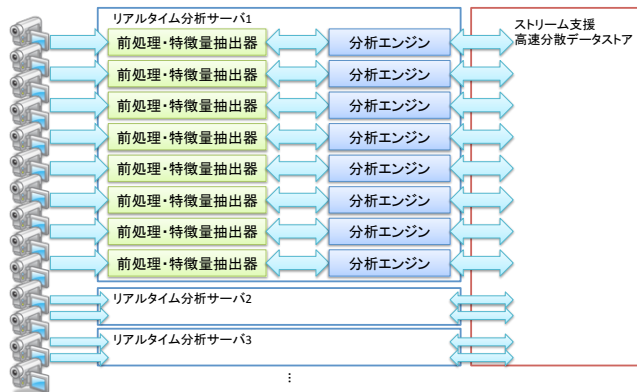 リアルタイム分析サーバ1
ストリーム支援
高速分散データストア
前処理・特徴量抽出器
分析エンジン
前処理・特徴量抽出器
分析エンジン
前処理・特徴量抽出器
分析エンジン
前処理・特徴量抽出器
分析エンジン
前処理・特徴量抽出器
分析エンジン
前処理・特徴量抽出器
分析エンジン
前処理・特徴量抽出器
分析エンジン
前処理・特徴量抽出器
分析エンジン
リアルタイム分析サーバ2
リアルタイム分析サーバ3
⋮